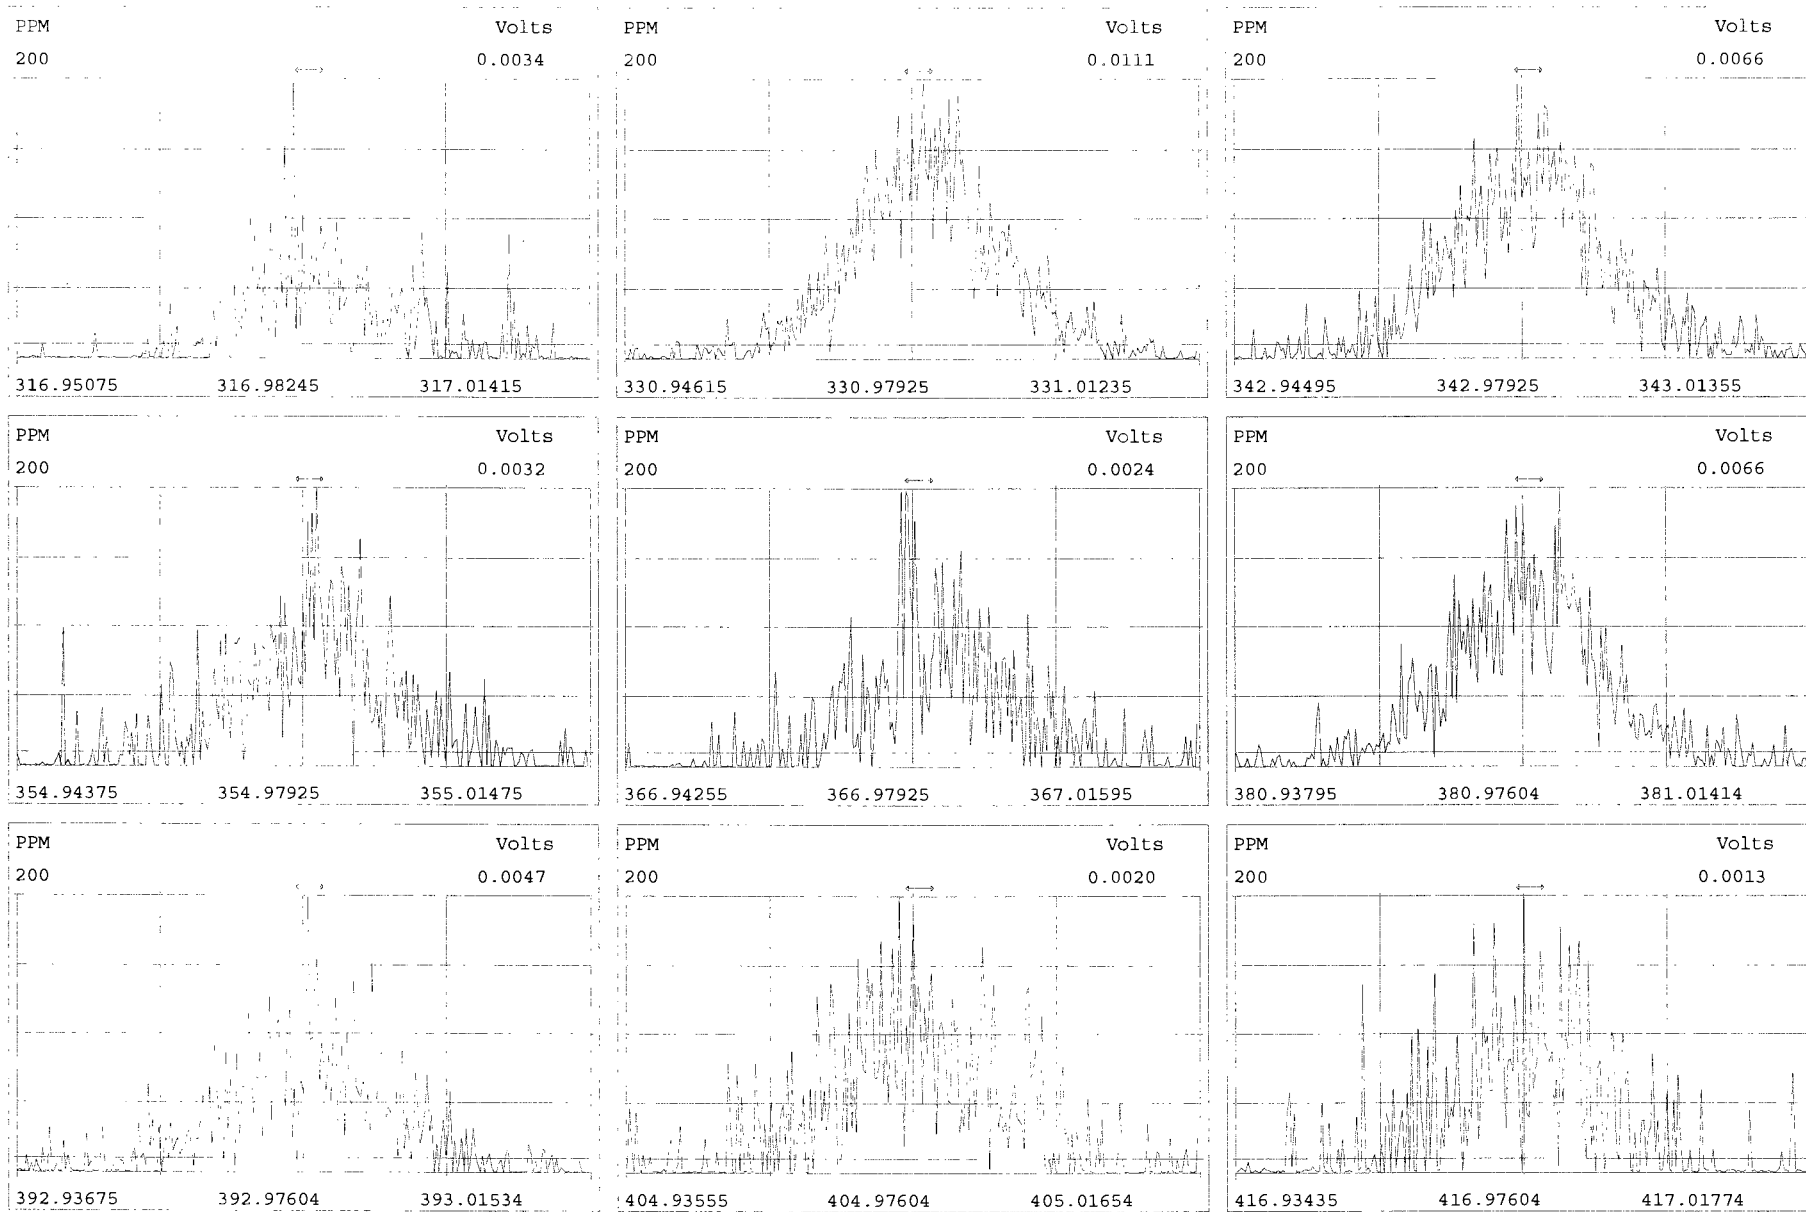 PPM Volts
200 0.0034
316.95075 316.98245 317.01415
PPM Volts
200 0.0111
330.94615 330.97925 331.01235
PPM Volts
200 0.0066
342.94495 342.97925 343.01355
PPM Volts
200 0.0032
354.94375 354.97925 355.01475
PPM Volts
200 0.0024
366.94255 366.97925 367.01595
PPM Volts
200 0.0066
380.93795 380.97604 381.01414
PPM Volts
200 0.0047
392.93675 392.97604 393.01534
PPM Volts
200 0.0020
404.93555 404.97604 405.01654
PPM Volts
200 0.0013
416.93435 416.97604 417.01774